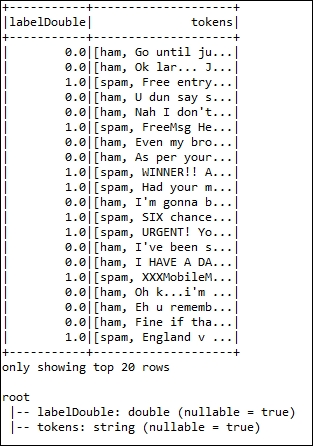 +-----------+--------------------+
|labelDouble|              tokens|
+-----------+--------------------+
|        0.0|[ham, Go until ju...|
|        0.0|[ham, Ok lar... J...|
|        1.0|[spam, Free entry...|
|        0.0|[ham, U dun say s...|
|        0.0|[ham, Nah I don't...|
|        1.0|[spam, FreeMsg He...|
|        0.0|[ham, Even my bro...|
|        0.0|[ham, As per your...|
|        1.0|[spam, WINNER!! A...|
|        1.0|[spam, Had your m...|
|        0.0|[ham, I'm gonna b...|
|        1.0|[spam, SIX chance...|
|        1.0|[spam, URGENT! Yo...|
|        0.0|[ham, I've been s...|
|        0.0|[ham, I HAVE A DA...|
|        1.0|[spam, XXXMobileM...|
|        0.0|[ham, Oh k...i'm ...|
|        0.0|[ham, Eh u rememb...|
|        0.0|[ham, Fine if tha...|
|        1.0|[spam, England v ...|
+-----------+--------------------+
only showing top 20 rows

root
 |-- labelDouble: double (nullable = true)
 |-- tokens: string (nullable = true)